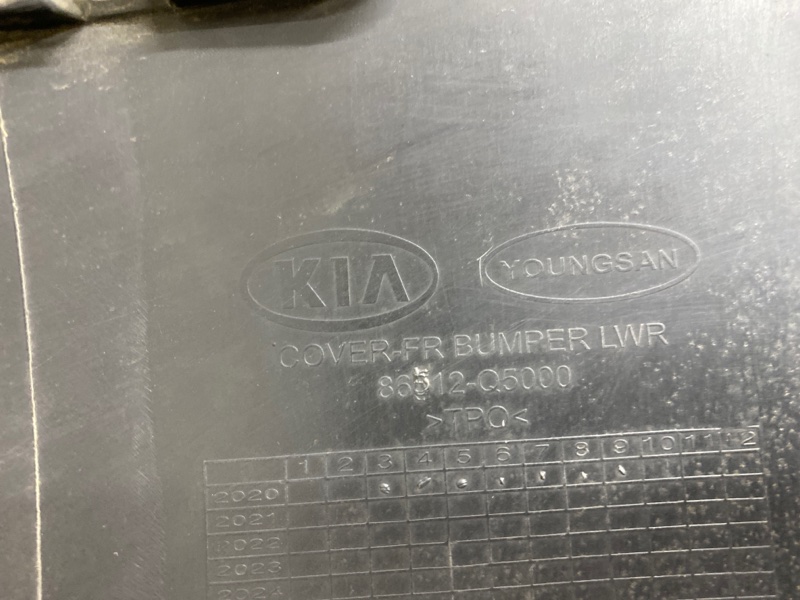 KIA YOUNGSAN
COVER-FR BUMPER LWR
86512-Q5000
>TPO<
1 2 3 4 5 6 7 8 9 10 11 12
2020
2021
2022
2023
2024